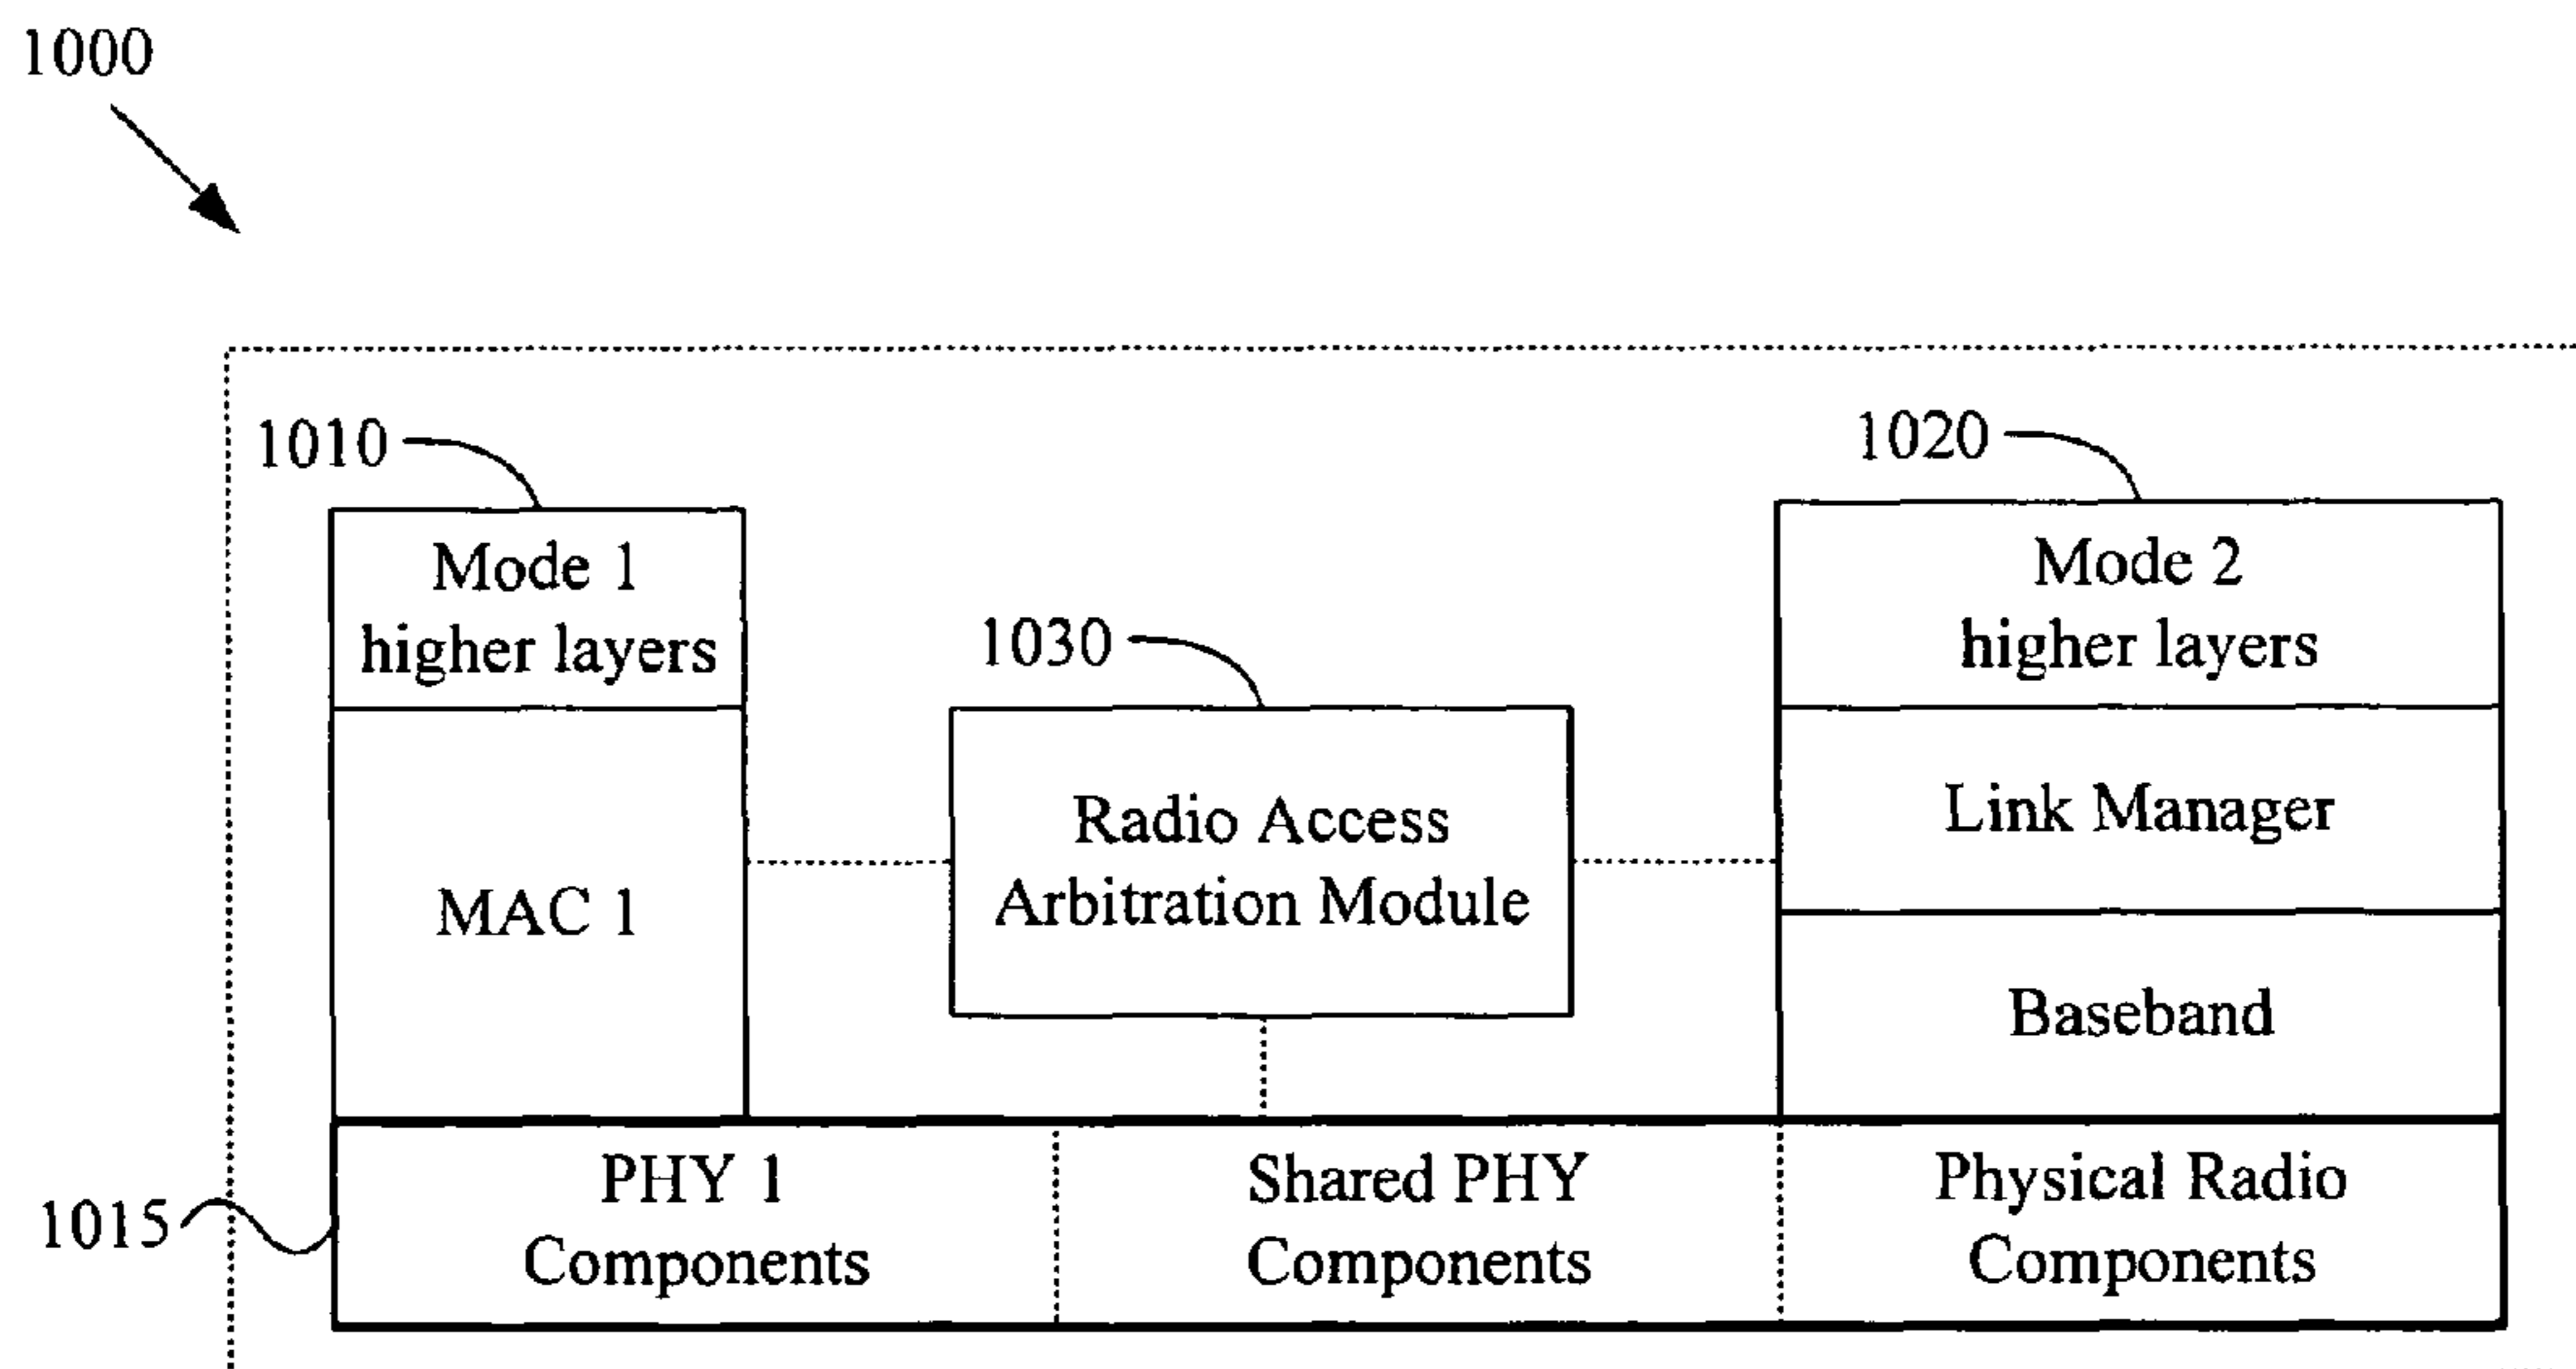 1000
1010
1020
Mode 1
higher layers
Mode 2
higher layers
1030
Radio Access
Arbitration Module
Link Manager
MAC 1
Baseband
1015
PHY 1
Components
Shared PHY
Components
Physical Radio
Components